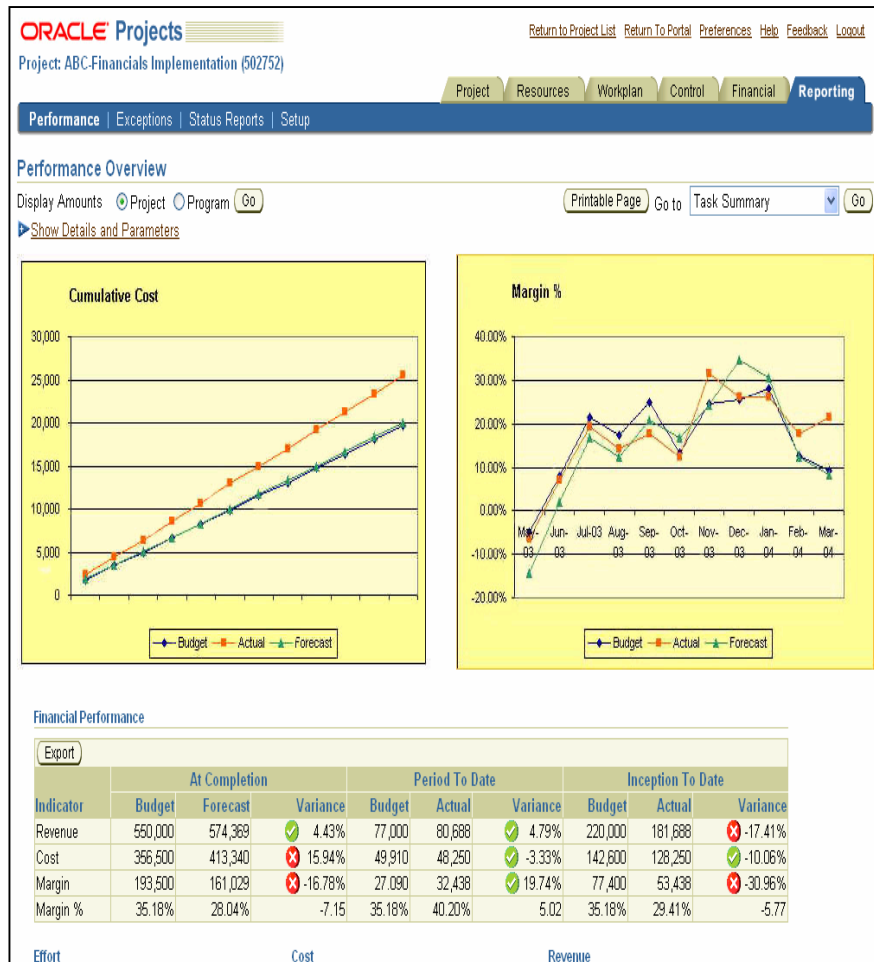 ORACLE Projects
Return to Project List Return To Portal Preferences Help Feedback Logout
Project: ABC-Financials Implementation (502752)
Project Resources Workplan Control Financial Reporting
Performance | Exceptions | Status Reports | Setup
Performance Overview
Display Amounts Project Program Go
Printable Page Go to Task Summary Go
Show Details and Parameters
Cumulative Cost
30,000
25,000
20,000
15,000
10,000
5,000
0
Budget Actual Forecast
Margin %
40.00%
30.00%
20.00%
10.00%
0.00%
-10.00%
-20.00%
May-03 Jun-03 Jul-03 Aug-03 Sep-03 Oct-03 Nov-03 Dec-03 Jan-04 Feb-04 Mar-04
Budget Actual Forecast
Financial Performance
Export
At Completion Period To Date Inception To Date
Indicator Budget Forecast Variance Budget Actual Variance Budget Actual Variance
Revenue 550,000 574,369 4.43% 77,000 80,688 4.79% 220,000 181,688 -17.41%
Cost 356,500 413,340 15.94% 49,910 48,250 -3.33% 142,600 128,250 -10.06%
Margin 193,500 161,029 -16.78% 27.090 32,438 19.74% 77,400 53,438 -30.96%
Margin % 35.18% 28.04% -7.15 35.18% 40.20% 5.02 35.18% 29.41% -5.77
Effort Cost Revenue